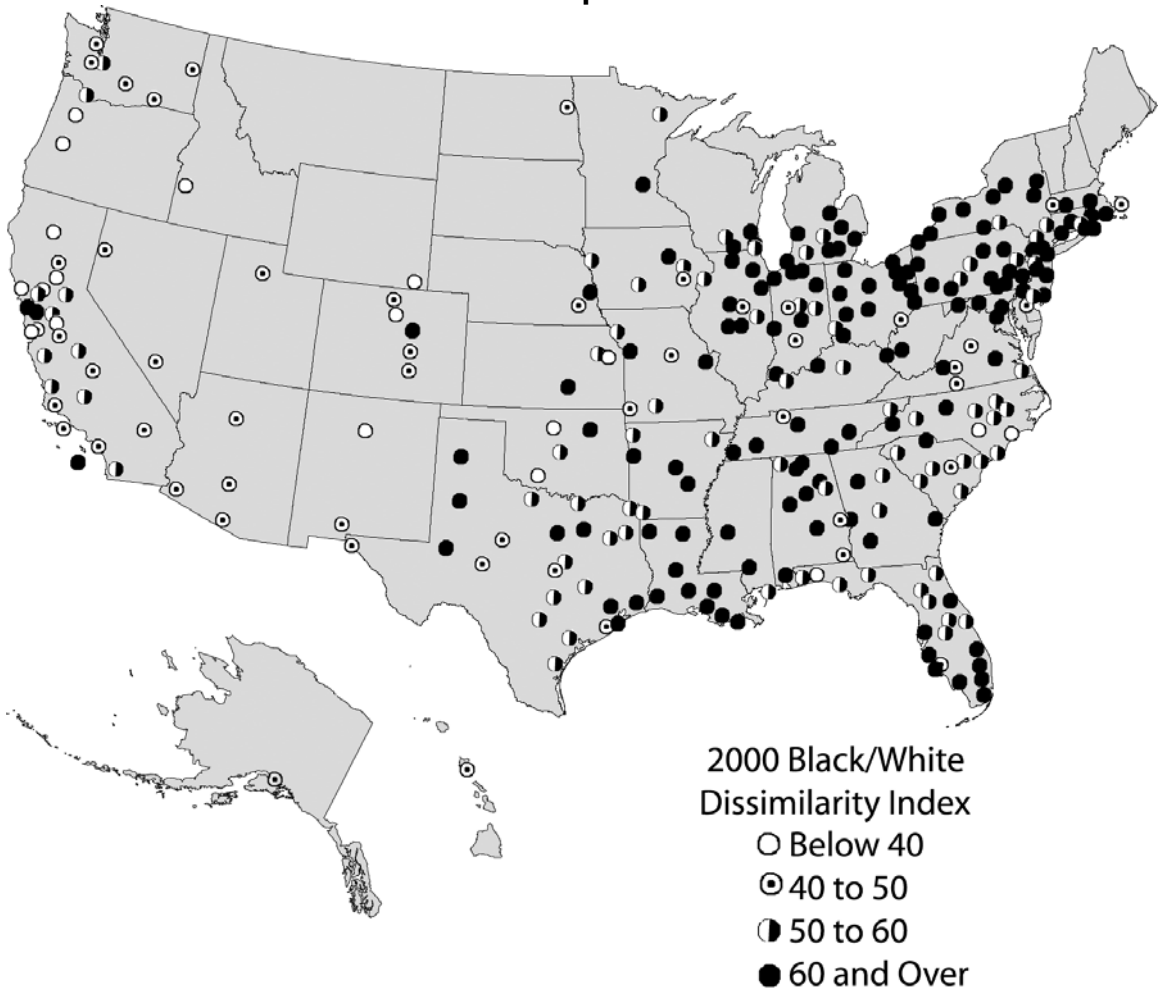 2000 Black/White
Dissimilarity Index
Below 40
40 to 50
50 to 60
60 and Over